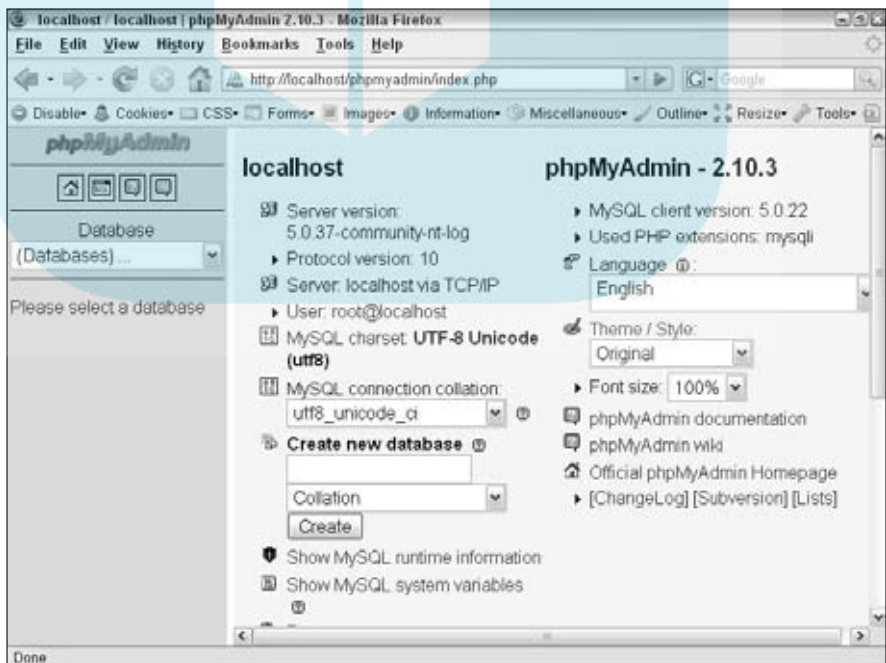 localhost / localhost | phpMyAdmin 2.10.3 - Mozilla Firefox
File Edit View History Bookmarks Tools Help
http://localhost/phpmyadmin/index.php
Google
Disable Cookies CSS Forms Images Information Miscellaneous Outline Resize Tools
phpMyAdmin
Database
(Databases) ...
Please select a database
localhost
Server version:
5.0.37-community-nt-log
Protocol version: 10
Server: localhost via TCP/IP
User: root@localhost
MySQL charset: UTF-8 Unicode
(utf8)
MySQL connection collation:
utf8_unicode_ci
Create new database
Collation
Create
Show MySQL runtime information
Show MySQL system variables
phpMyAdmin - 2.10.3
MySQL client version: 5.0.22
Used PHP extensions: mysqli
Language
English
Theme / Style:
Original
Font size: 100%
phpMyAdmin documentation
phpMyAdmin wiki
Official phpMyAdmin Homepage
[ChangeLog] [Subversion] [Lists]
Done